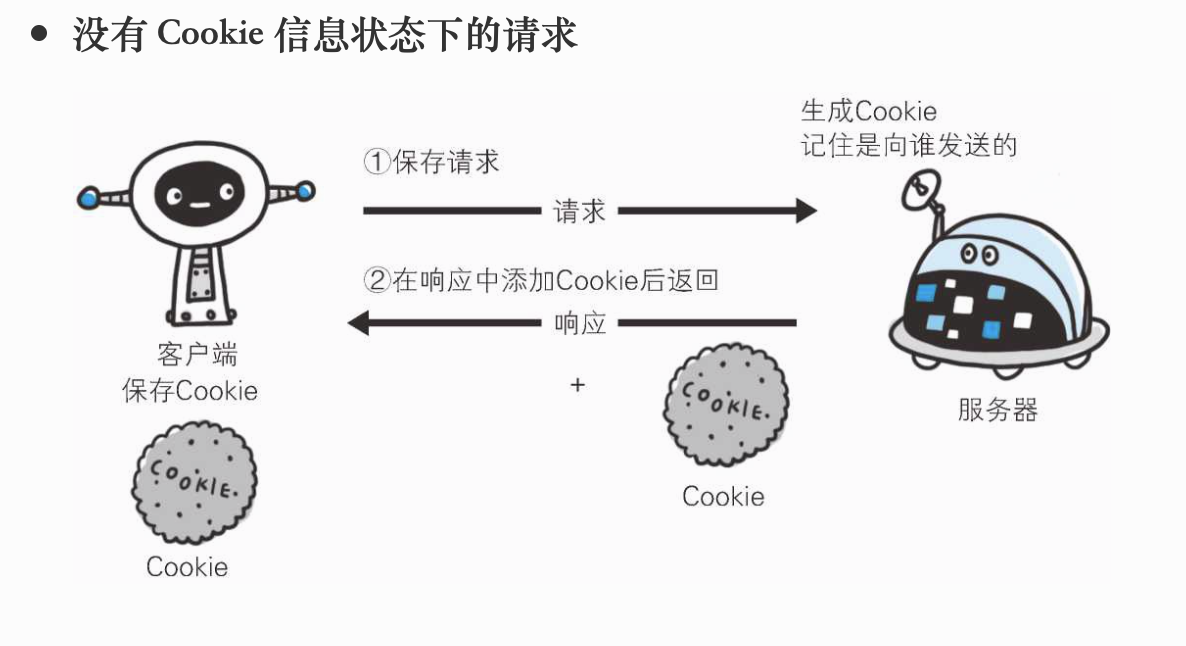 • 没有 Cookie 信息状态下的请求
生成Cookie
记住是向谁发送的
①保存请求
请求
②在响应中添加Cookie后返回
响应
客户端
保存Cookie
+
COOKIE.
服务器
COOKIE.
Cookie
Cookie